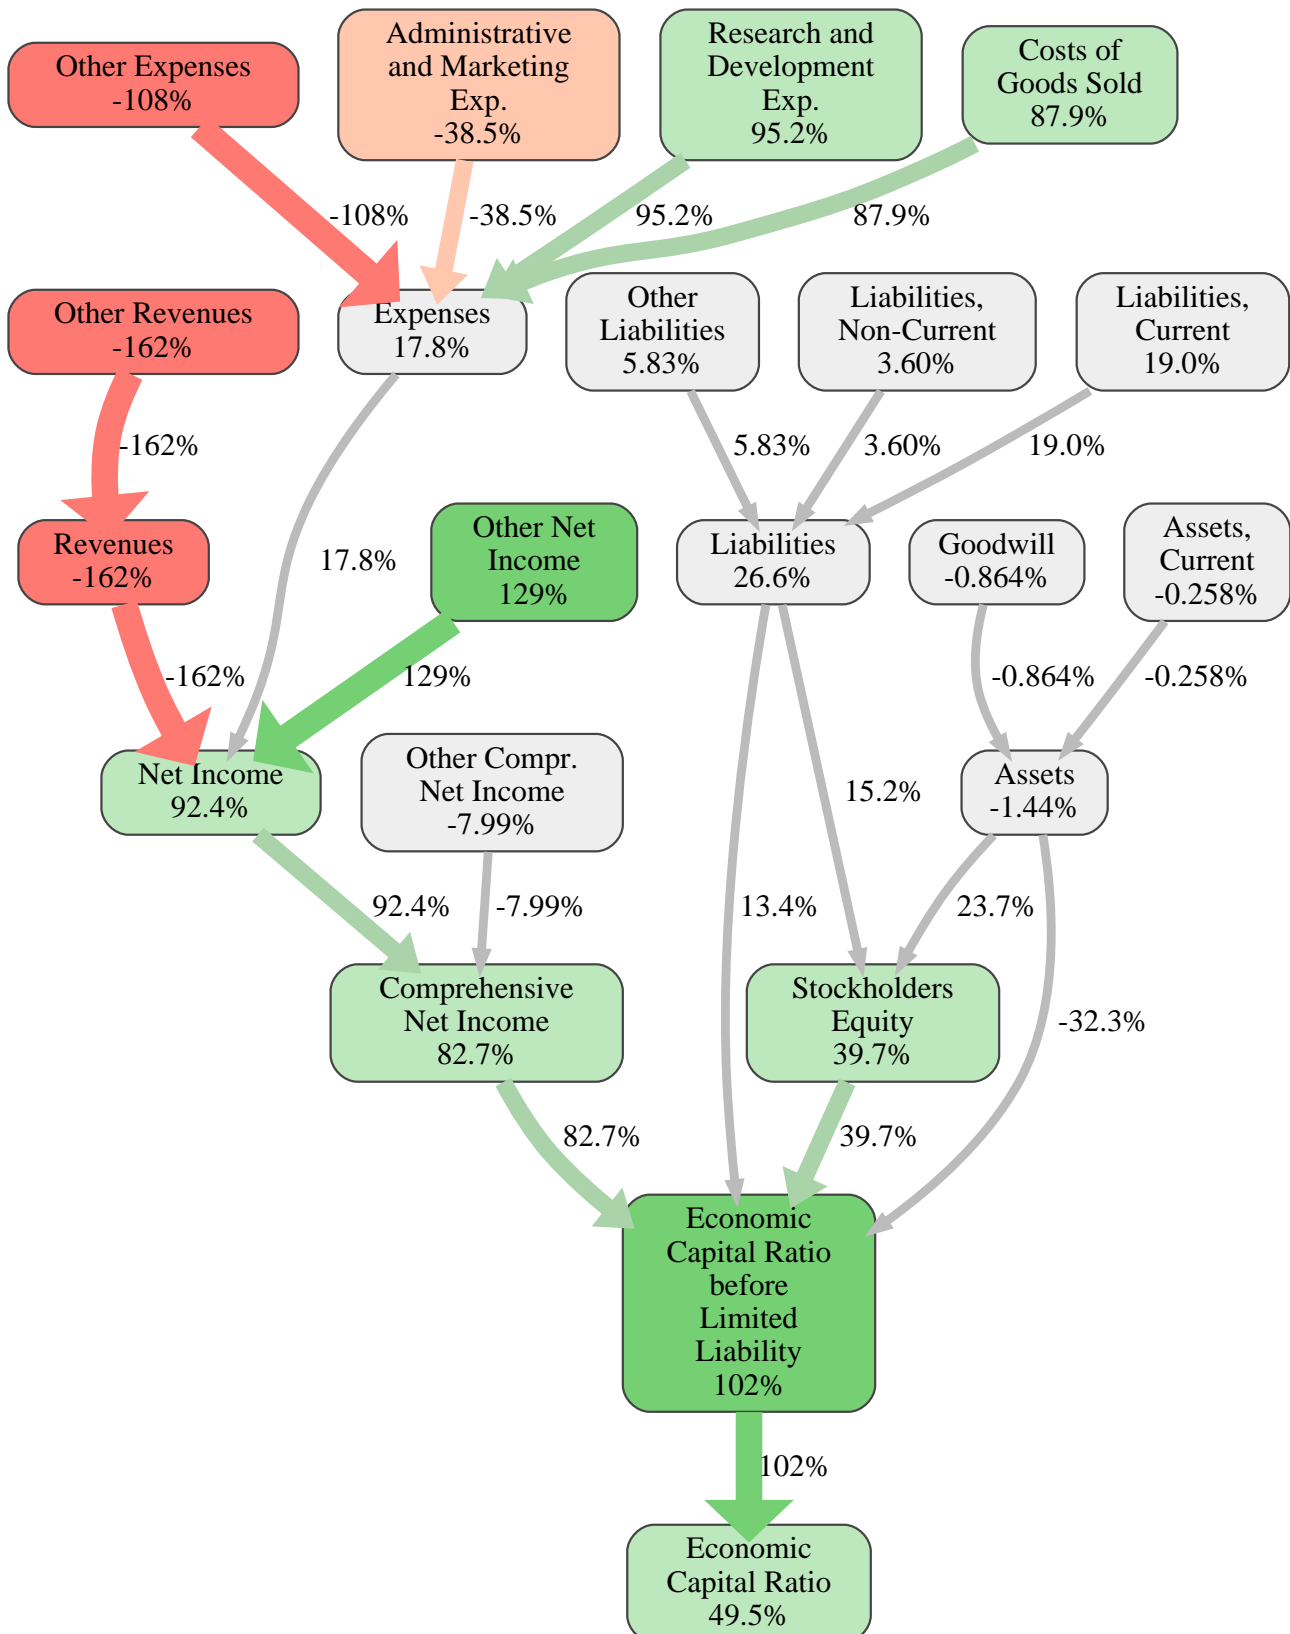 Other Expenses
-108%
Administrative
and Marketing
Exp.
-38.5%
Research and
Development
Exp.
95.2%
Costs of
Goods Sold
87.9%
-108%
-38.5%
95.2%
87.9%
Other Revenues
-162%
Expenses
17.8%
Other
Liabilities
5.83%
Liabilities,
Non-Current
3.60%
Liabilities,
Current
19.0%
-162%
5.83%
3.60%
19.0%
Revenues
-162%
17.8%
Other Net
Income
129%
Liabilities
26.6%
Goodwill
-0.864%
Assets,
Current
-0.258%
-162%
129%
-0.864%
-0.258%
Net Income
92.4%
Other Compr.
Net Income
-7.99%
15.2%
Assets
-1.44%
92.4%
-7.99%
13.4%
23.7%
Comprehensive
Net Income
82.7%
Stockholders
Equity
39.7%
-32.3%
82.7%
39.7%
Economic
Capital Ratio
before
Limited
Liability
102%
102%
Economic
Capital Ratio
49.5%